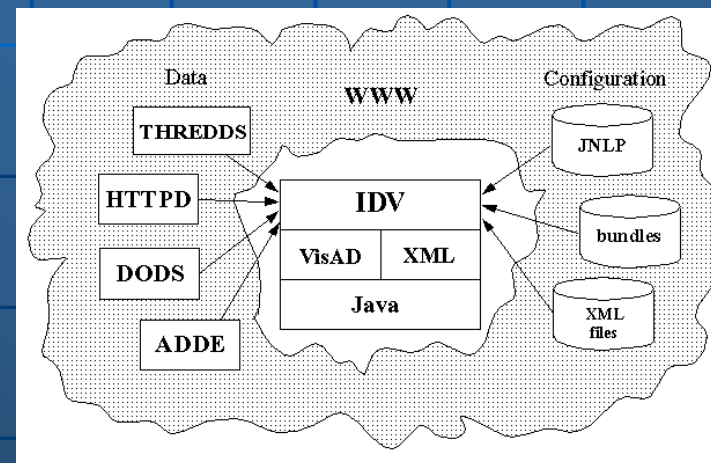 Data
WWW
Configuration
THREDDS
HTTPD
DODS
ADDE
IDV
VisAD
XML
Java
JNLP
bundles
XML
files